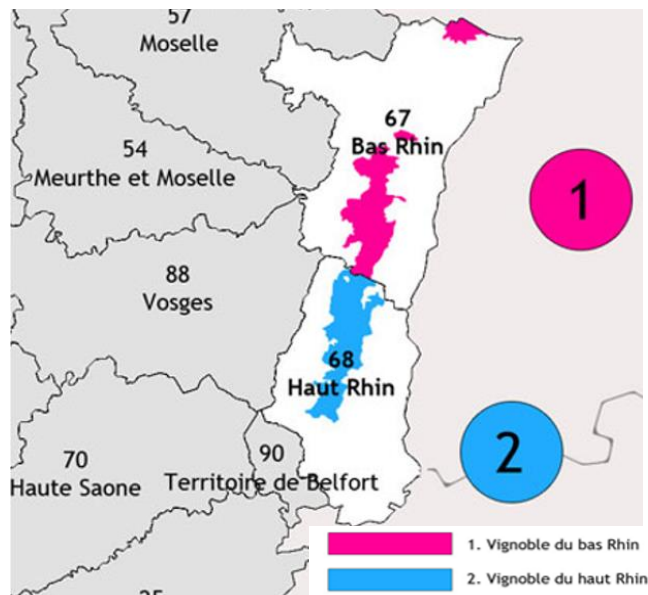 57
Moselle
67
Bas Rhin
54
Meurthe et Moselle
1
88
Vosges
68
Haut Rhin
2
70
Haute Saone
90
Territoire de Belfort
1. Vignoble du bas Rhin
2. Vignoble du haut Rhin